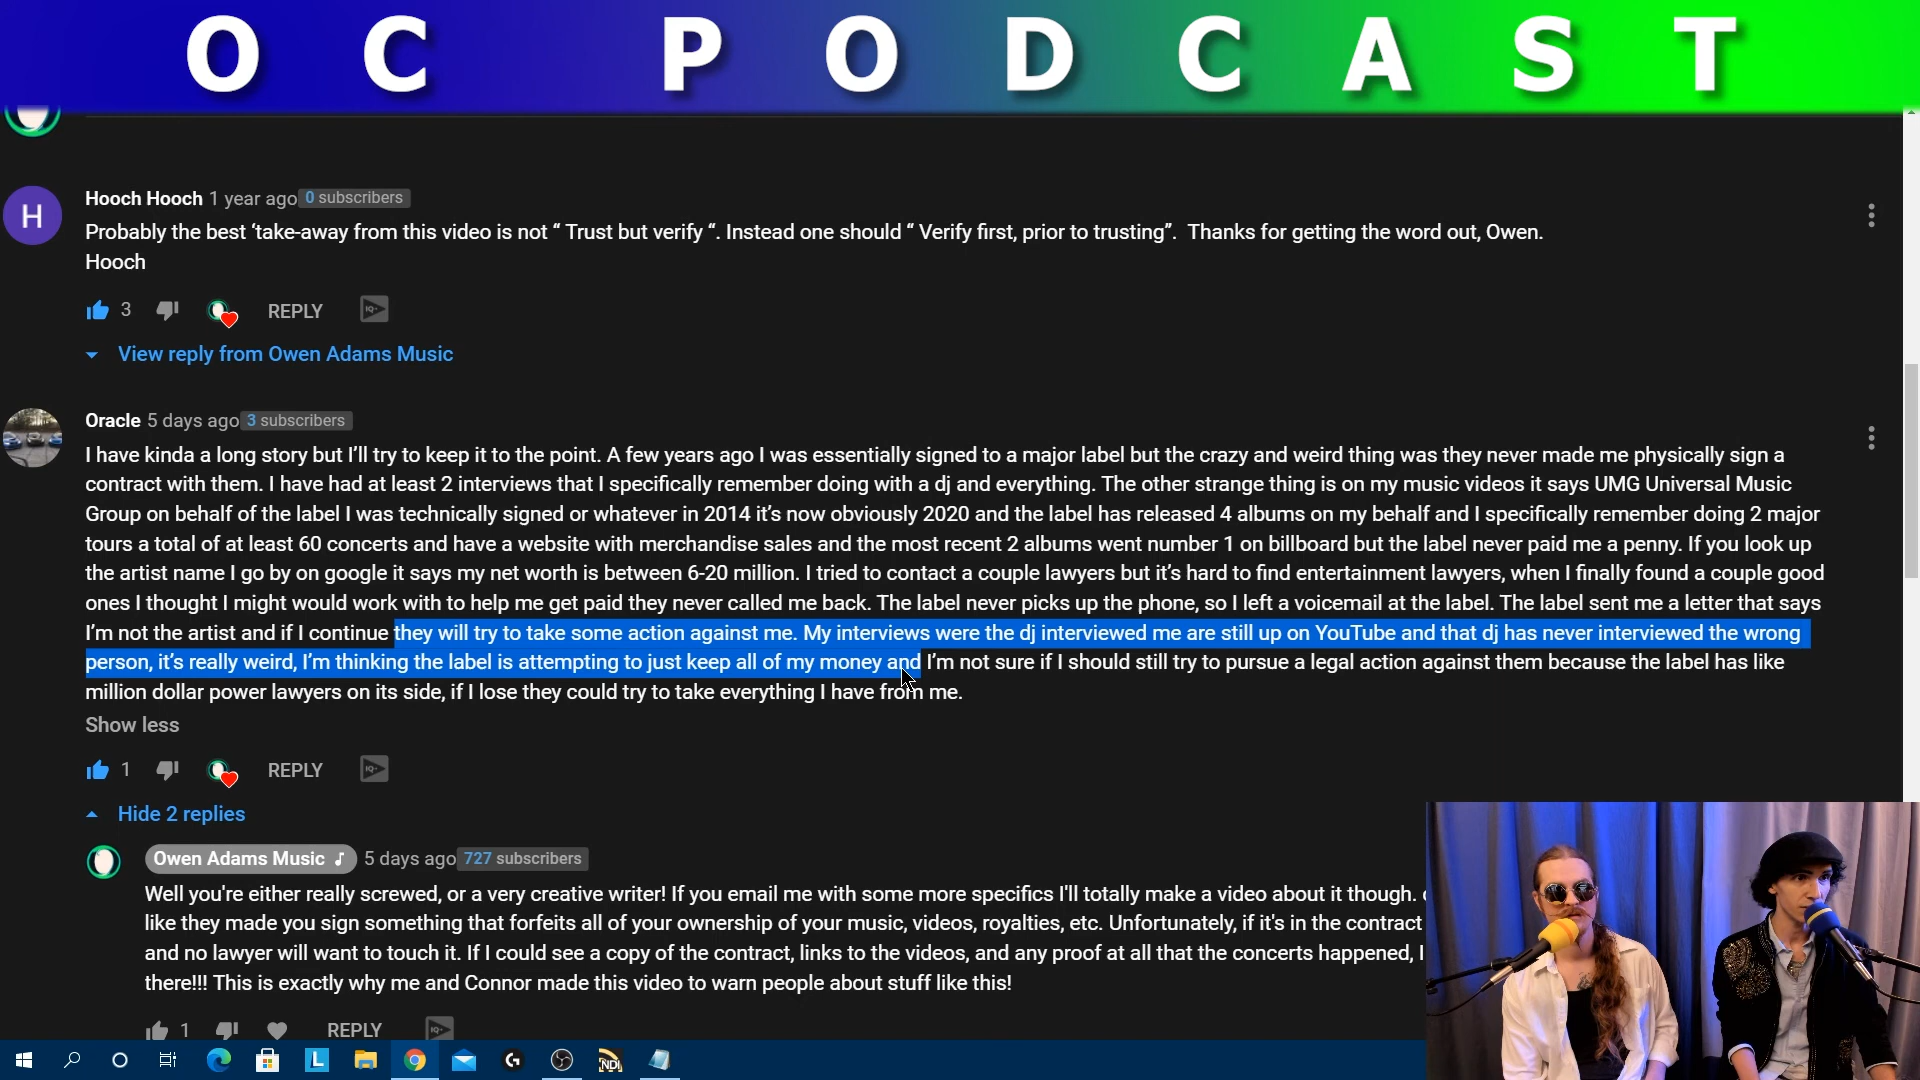 OC PODCAST
Hooch Hooch 1 year ago 0 subscribers
H
Probably the best ‘take-away from this video is not “ Trust but verify “. Instead one should “ Verify first, prior to trusting”.  Thanks for getting the word out, Owen.
Hooch
3 REPLY
View reply from Owen Adams Music
Oracle 5 days ago 3 subscribers
I have kinda a long story but I’ll try to keep it to the point. A few years ago I was essentially signed to a major label but the crazy and weird thing was they never made me physically sign a
contract with them. I have had at least 2 interviews that I specifically remember doing with a dj and everything. The other strange thing is on my music videos it says UMG Universal Music
Group on behalf of the label I was technically signed or whatever in 2014 it’s now obviously 2020 and the label has released 4 albums on my behalf and I specifically remember doing 2 major
tours a total of at least 60 concerts and have a website with merchandise sales and the most recent 2 albums went number 1 on billboard but the label never paid me a penny. If you look up
the artist name I go by on google it says my net worth is between 6-20 million. I tried to contact a couple lawyers but it’s hard to find entertainment lawyers, when I finally found a couple good
ones I thought I might would work with to help me get paid they never called me back. The label never picks up the phone, so I left a voicemail at the label. The label sent me a letter that says
I’m not the artist and if I continue they will try to take some action against me. My interviews were the dj interviewed me are still up on YouTube and that dj has never interviewed the wrong
person, it’s really weird, I’m thinking the label is attempting to just keep all of my money and I’m not sure if I should still try to pursue a legal action against them because the label has like
million dollar power lawyers on its side, if I lose they could try to take everything I have from me.
Show less
1 REPLY
Hide 2 replies
Owen Adams Music 5 days ago 727 subscribers
Well you're either really screwed, or a very creative writer! If you email me with some more specifics I'll totally make a video about it though.
like they made you sign something that forfeits all of your ownership of your music, videos, royalties, etc. Unfortunately, if it's in the contract
and no lawyer will want to touch it. If I could see a copy of the contract, links to the videos, and any proof at all that the concerts happened, I
there!!! This is exactly why me and Connor made this video to warn people about stuff like this!
1 REPLY
L
NDI